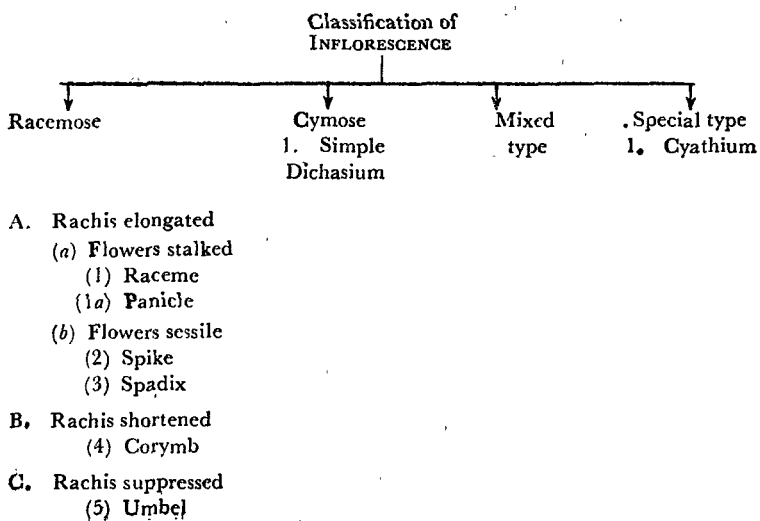 Classification of
INFLORESCENCE
Racemose
Cymose
1. Simple
Dichasium
Mixed
type
Special type
1. Cyathium
A. Rachis elongated
(a) Flowers stalked
(1) Raceme
(1a) Panicle
(b) Flowers sessile
(2) Spike
(3) Spadix
B. Rachis shortened
(4) Corymb
C. Rachis suppressed
(5) Umbel